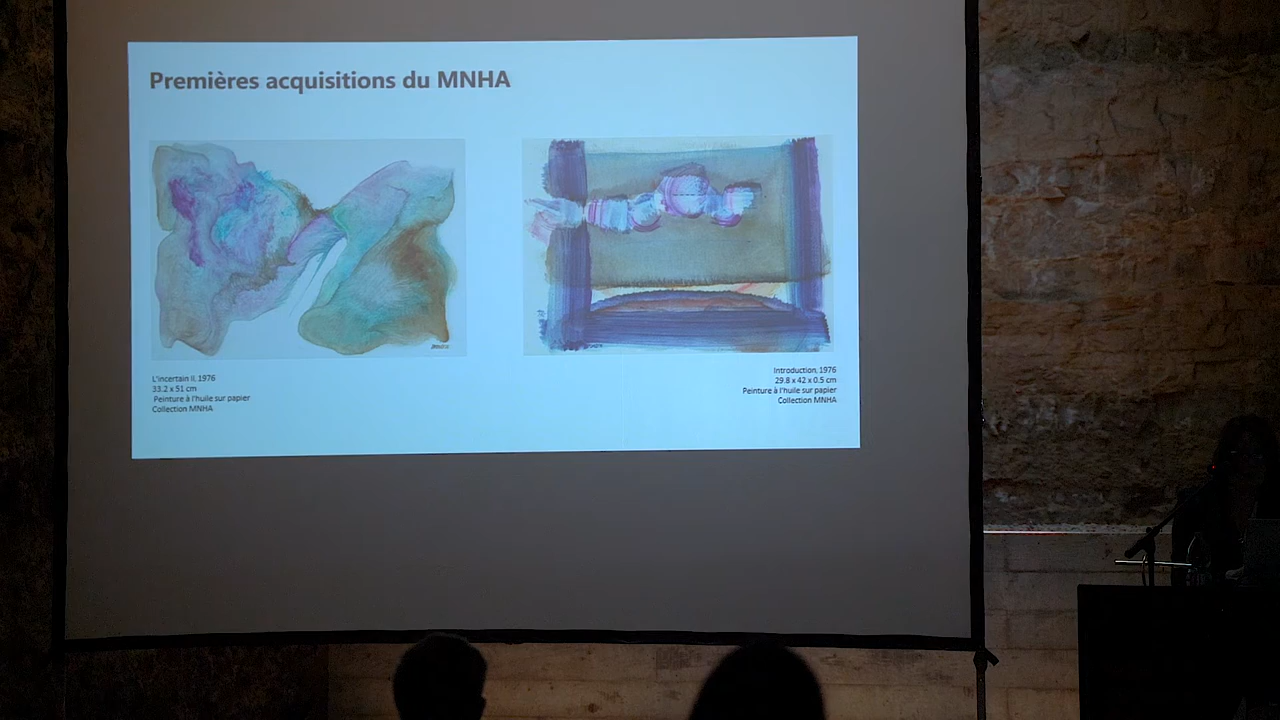 Premières acquisitions du MNHA
L'incertain II, 1976
33.2 x 51 cm
Peinture à l'huile sur papier
Collection MNHA
Introduction, 1976
29.8 x 42 x 0.5 cm
Peinture à l'huile sur papier
Collection MNHA